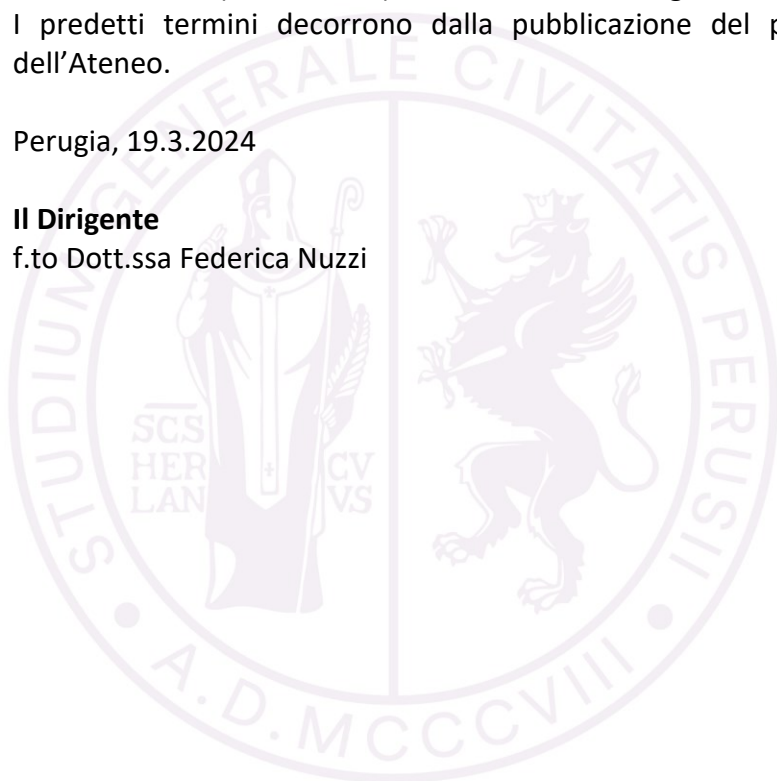 I predetti termini decorrono dalla pubblicazione del
dell’Ateneo.
Perugia, 19.3.2024
Il Dirigente
f.to Dott.ssa Federica Nuzzi
STUDIUM GENERALE CIVITATIS PERUSII
SCS
HER CV
LAN VS
A.D. MCCCVIII